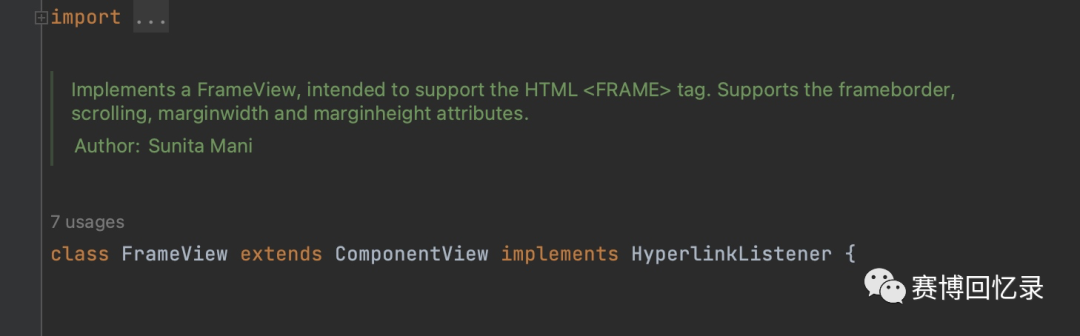 import ...
Implements a FrameView, intended to support the HTML <FRAME> tag. Supports the frameborder,
scrolling, marginwidth and marginheight attributes.
Author: Sunita Mani
7 usages
class FrameView extends ComponentView implements HyperlinkListener {
赛博回忆录